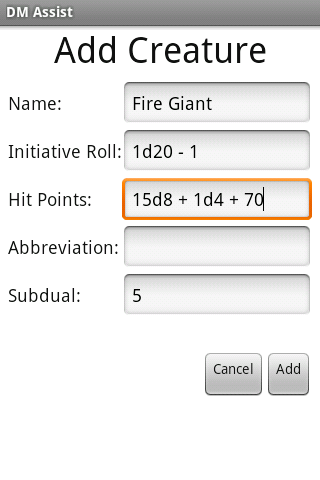 DM Assist
Add Creature
Name: Fire Giant
Initiative Roll: 1d20 - 1
Hit Points: 15d8 + 1d4 + 70
Abbreviation:
Subdual: 5
Cancel Add